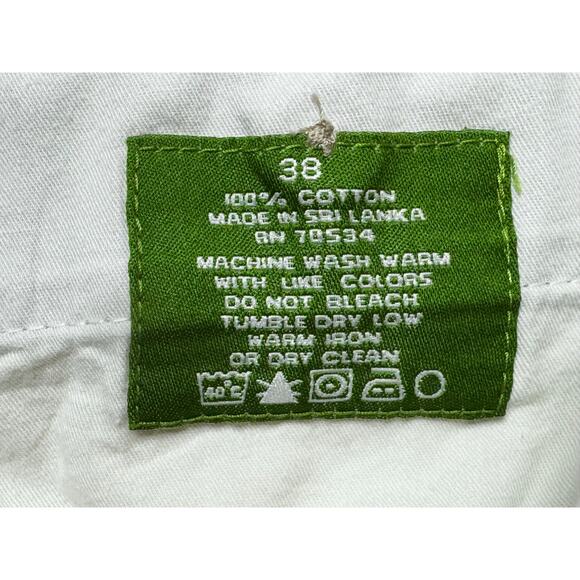 38
100% COTTON
MADE IN SRI LANKA
RN 70534
MACHINE WASH WARM
WITH LIKE COLORS
DO NOT BLEACH
TUMBLE DRY LOW
WARM IRON
OR DRY CLEAN
40°C